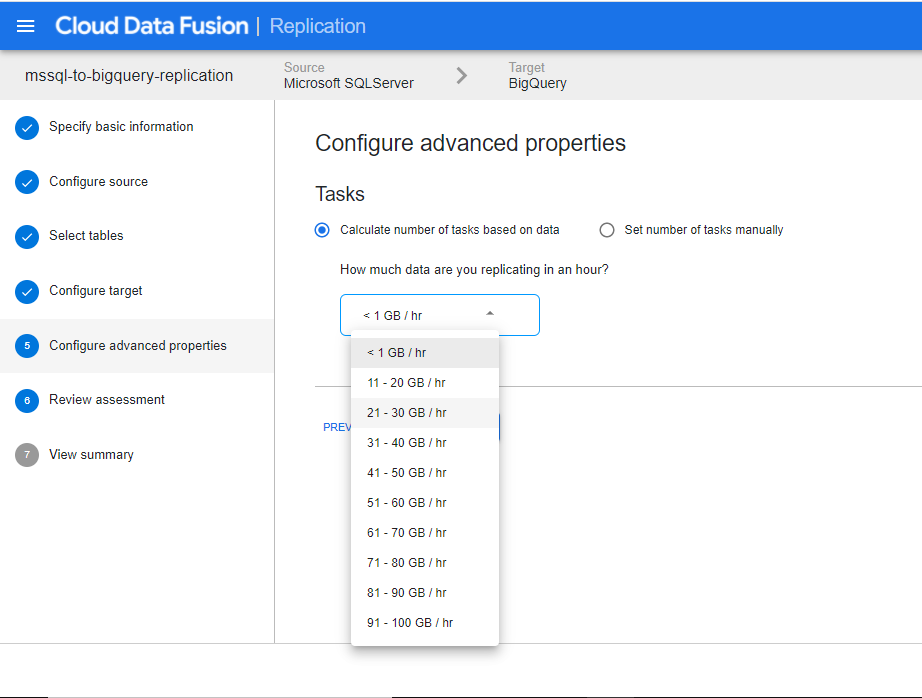 Cloud Data Fusion | Replication
mssql-to-bigquery-replication
Source
Microsoft SQLServer
Target
BigQuery
Specify basic information
Configure source
Select tables
Configure target
5 Configure advanced properties
6 Review assessment
7 View summary
Configure advanced properties
Tasks
Calculate number of tasks based on data
Set number of tasks manually
How much data are you replicating in an hour?
< 1 GB / hr
< 1 GB / hr
11 - 20 GB / hr
21 - 30 GB / hr
31 - 40 GB / hr
41 - 50 GB / hr
51 - 60 GB / hr
61 - 70 GB / hr
71 - 80 GB / hr
81 - 90 GB / hr
91 - 100 GB / hr
PREV